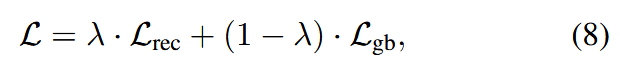 ℒ = λ · ℒ_rec + (1 − λ) · ℒ_gb, (8)